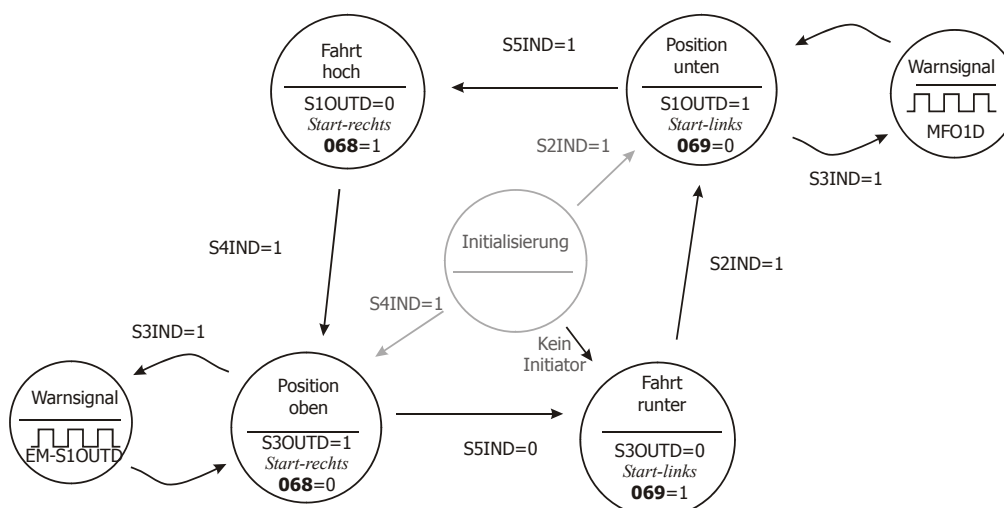 S5IND=1
Fahrt
hoch
S1OUTD=0
Start-rechts
068=1
Position
unten
S1OUTD=1
Start-links
069=0
Warnsignal
MFO1D
S3IND=1
S2IND=1
Initialisierung
S4IND=1
S4IND=1
S2IND=1
Kein
Initiator
S3IND=1
Warnsignal
EM-S1OUTD
Position
oben
S3OUTD=1
Start-rechts
068=0
S5IND=0
Fahrt
runter
S3OUTD=0
Start-links
069=1